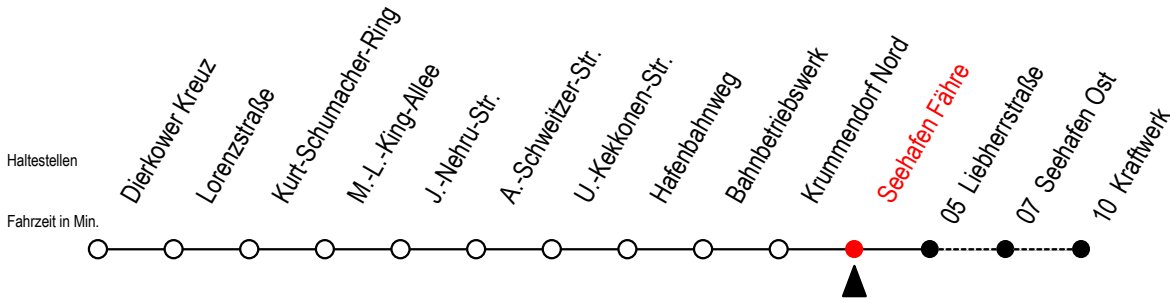 Haltestellen
Fahrzeit in Min.
Dierkower Kreuz
Lorenzstraße
Kurt-Schumacher-Ring
M.-L.-King-Allee
J.-Nehru-Str.
A.-Schweitzer-Str.
U.-Kekkonen-Str.
Hafenbahnweg
Bahnbetriebswerk
Krummendorf Nord
Seehafen Fähre
05 Liebherrstraße
07 Seehafen Ost
10 Kraftwerk